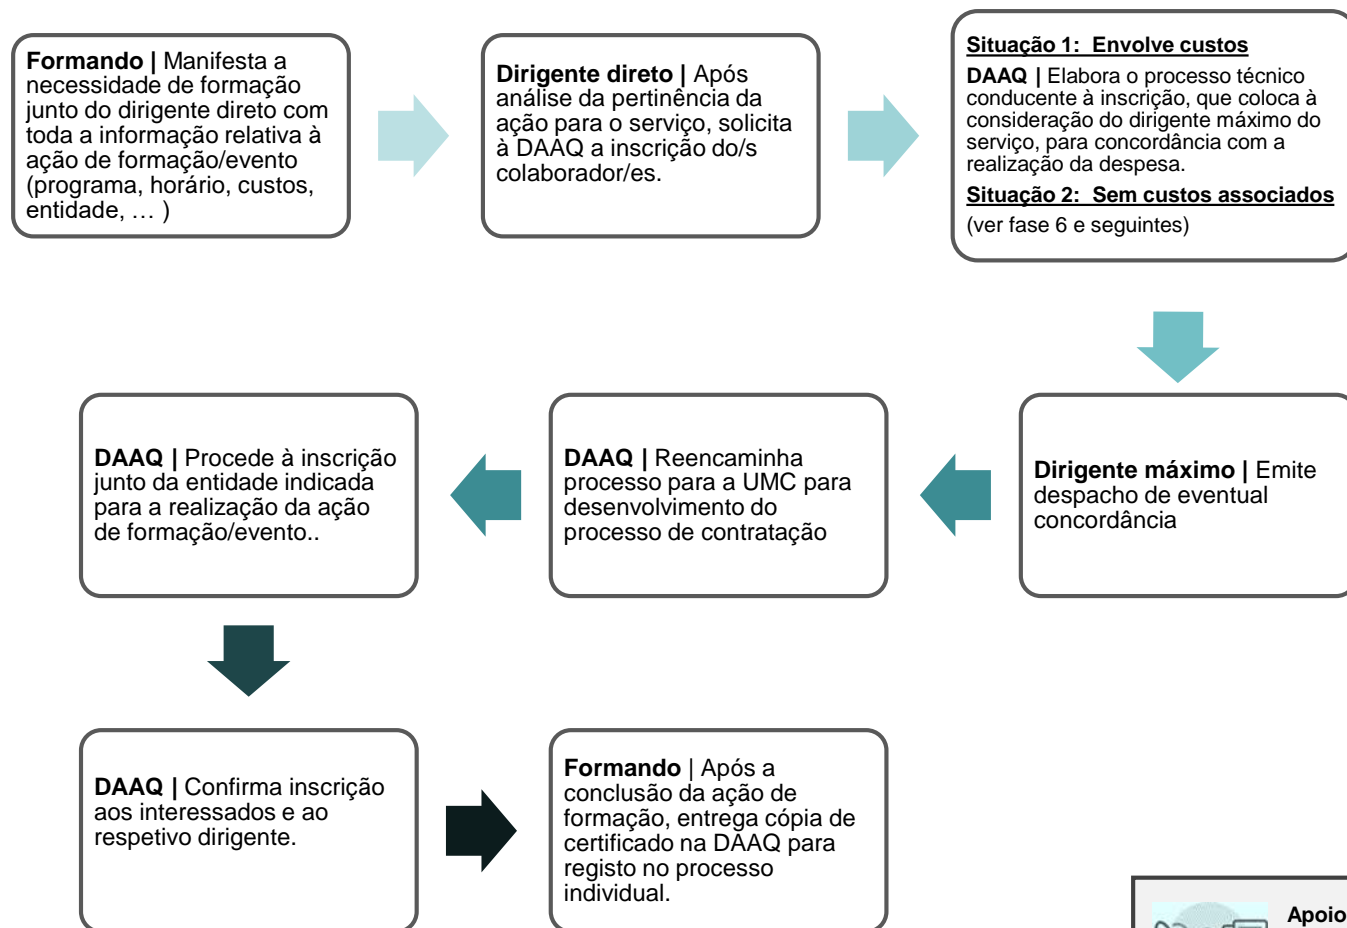 Formando | Manifesta a
necessidade de formação
junto do dirigente direto com
toda a informação relativa à
ação de formação/evento
(programa, horário, custos,
entidade, … )
Dirigente direto | Após
análise da pertinência da
ação para o serviço, solicita
à DAAQ a inscrição do/s
colaborador/es.
Situação 1:  Envolve custos
DAAQ | Elabora o processo técnico
conducente à inscrição, que coloca à
consideração do dirigente máximo do
serviço, para concordância com a
realização da despesa.
Situação 2:  Sem custos associados
(ver fase 6 e seguintes)
Dirigente máximo | Emite
despacho de eventual
concordância
DAAQ | Reencaminha
processo para a UMC para
desenvolvimento do
processo de contratação
DAAQ | Procede à inscrição
junto da entidade indicada
para a realização da ação
de formação/evento..
DAAQ | Confirma inscrição
aos interessados e ao
respetivo dirigente.
Formando | Após a
conclusão da ação de
formação, entrega cópia de
certificado na DAAQ para
registo no processo
individual.
Apoio